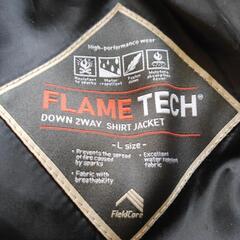 High-performance wear
FLAME TECH®
DOWN 2WAY SHIRT JACKET
~L size~
• Prevents the spread
of fire caused
by sparks
• Excellent
water repellent
fabric
• Fabric with
breathability
FieldCore